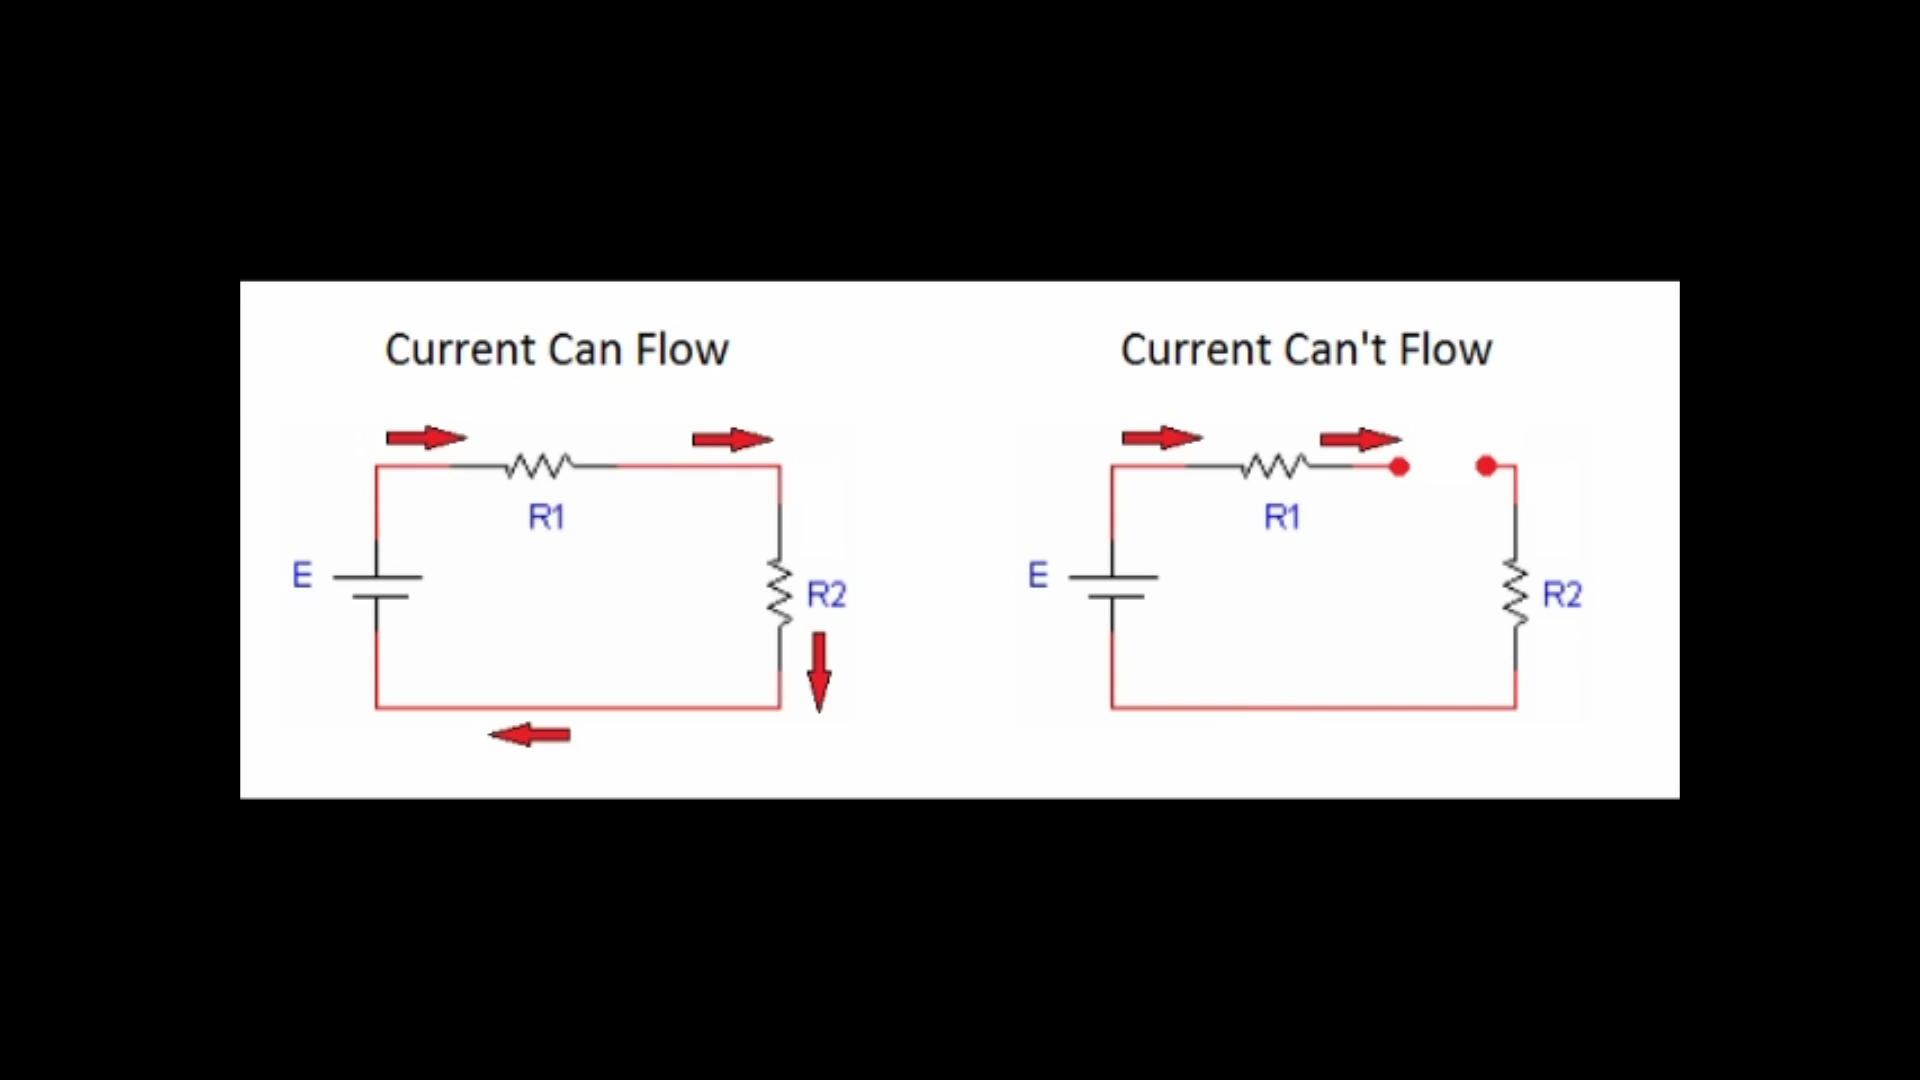 Current Can Flow
R1
E
R2
Current Can't Flow
R1
E
R2